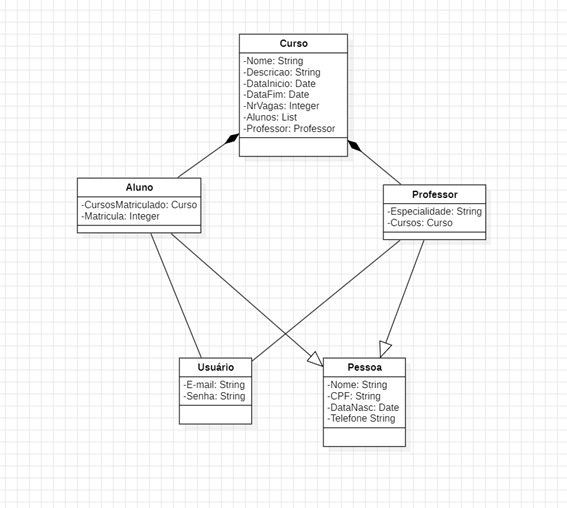 Curso
-Nome: String
-Descricao: String
-DataInicio: Date
-DataFim: Date
-NrVagas: Integer
-Alunos: List
-Professor: Professor
Aluno
-CursosMatriculado: Curso
-Matricula: Integer
Professor
-Especialidade: String
-Cursos: Curso
Usuário
-E-mail: String
-Senha: String
Pessoa
-Nome: String
-CPF: String
-DataNasc: Date
-Telefone String